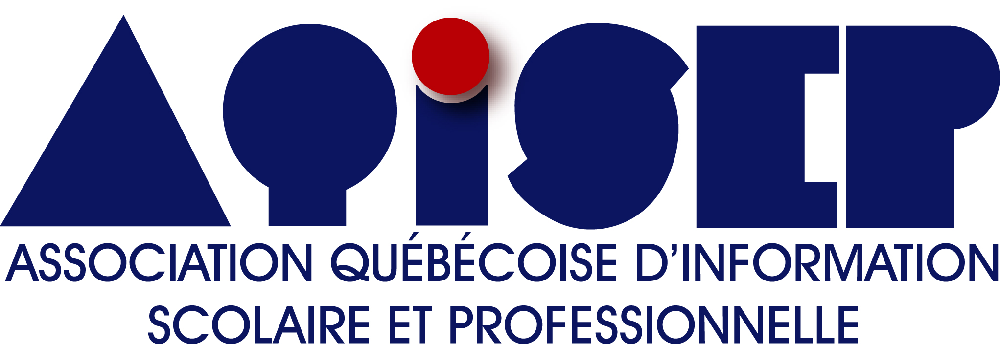 AQiSEP
ASSOCIATION QUÉBÉCOISE D'INFORMATION
SCOLAIRE ET PROFESSIONNELLE